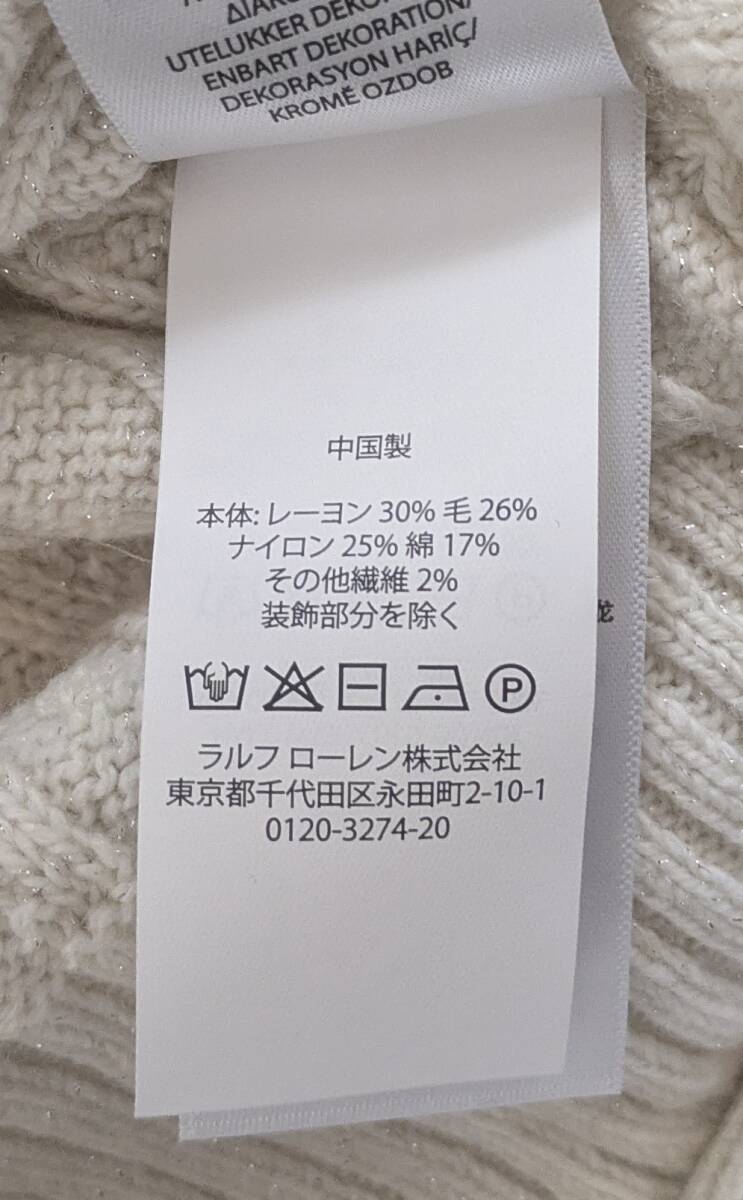 UTELUKKER
ENBART DEKORATION/
DEKORASYON HARİÇ/
KROMĚ OZDOB
中国製
本体: レーヨン 30% 毛 26%
ナイロン 25% 綿 17%
その他繊維 2%
装飾部分を除く
P
ラルフ ローレン株式会社
東京都千代田区永田町2-10-1
0120-3274-20